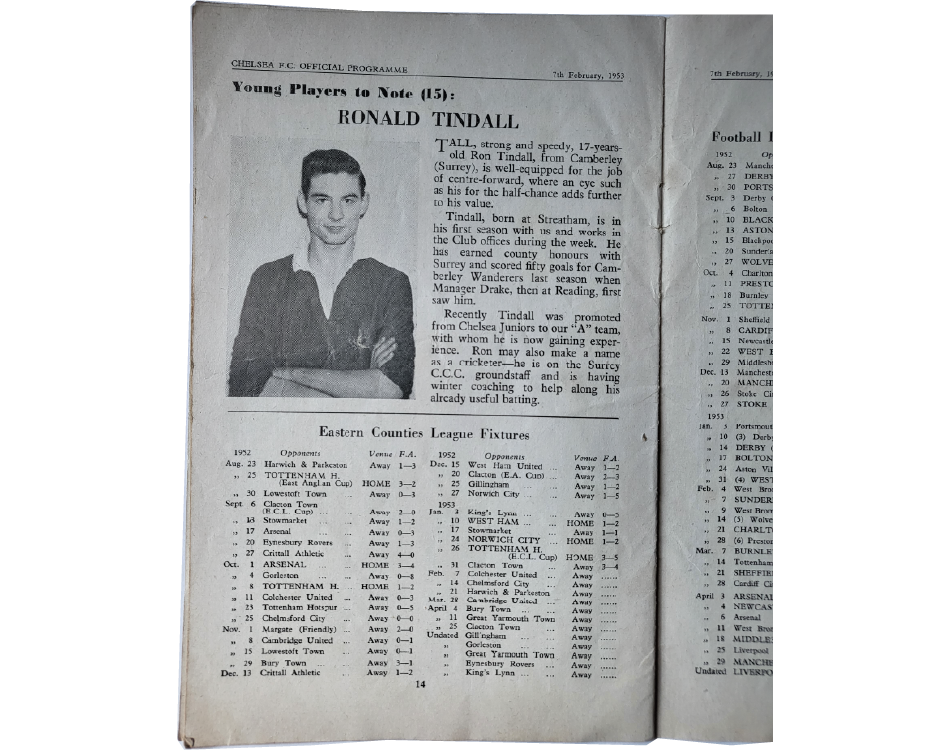 CHELSEA F.C. OFFICIAL PROGRAMME
7th February, 1953
Young Players to Note (15):
RONALD TINDALL
TALL, strong and speedy, 17-years-
old Ron Tindall, from Camberley
(Surrey), is well-equipped for the job
of centre-forward, where an eye such
as his for the half-chance adds further
to his value.
Tindall, born at Streatham, is in
his first season with us and works in
the Club offices during the week. He
has earned county honours with
Surrey and scored fifty goals for Cam-
berley Wanderers last season when
Manager Drake, then at Reading, first
saw him.
Recently Tindall was promoted
from Chelsea Juniors to our "A" team,
with whom he is now gaining exper-
ience. Ron may also make a name
as a cricketer—he is on the Surrey
C.C.C. groundstaff and is having
winter coaching to help along his
already useful batting.
Eastern Counties League Fixtures
1952 Opponents Venue F.A.
Aug. 23 Harwich & Parkeston Away 1—3
„ 25 TOTTENHAM H.
(East Anglian Cup) HOME 3—2
„ 30 Lowestoft Town ... Away 0—3
Sept. 6 Clacton Town
(E.C.L. Cup) ... Away 2—0
„ 13 Stowmarket ... ... Away 1—2
„ 17 Arsenal ... ... Away 0—3
„ 20 Eynesbury Rovers ... Away 1—3
„ 27 Crittall Athletic ... Away 4—0
Oct. 1 ARSENAL ... ... HOME 3—4
„ 4 Gorleston ... ... Away 0—8
„ 8 TOTTENHAM H. ... HOME 1—2
„ 11 Colchester United ... Away 0—3
„ 23 Tottenham Hotspur ... Away 0—5
„ 25 Chelmsford City ... Away 0—0
Nov. 1 Margate (Friendly) ... Away 2—0
„ 8 Cambridge United ... Away 0—1
„ 15 Lowestoft Town ... Away 0—1
„ 29 Bury Town ... ... Away 3—1
Dec. 13 Crittall Athletic ... Away 1—2
1952 Opponents Venue F.A.
Dec. 15 West Ham United ... Away 1—2
„ 20 Clacton (E.A. Cup) ... Away 2—3
„ 25 Gillingham ... ... Away 1—2
„ 27 Norwich City ... ... Away 1—5
1953
Jan. 3 King's Lynn ... ... Away
„ 10 WEST HAM ... ... HOME 1—2
„ 17 Stowmarket ... ... Away 1—1
„ 24 NORWICH CITY ... HOME 1—2
„ 26 TOTTENHAM H.
(E.C.L. Cup) HOME 3—5
„ 31 Clacton Town ... Away 3—4
Feb. 7 Colchester United ... Away ......
„ 14 Chelmsford City ... Away ......
„ 21 Harwich & Parkeston Away ......
Mar. 28 Cambridge United ... Away ......
April 4 Bury Town ... ... Away ......
„ 11 Great Yarmouth Town Away ......
„ 25 Clacton Town ... Away ......
Undated Gillingham ... ... Away ......
„ Gorleston ... ... Away ......
„ Great Yarmouth Town Away ......
„ Eynesbury Rovers ... Away ......
„ King's Lynn ... ... Away ......
14
7th February, 19
Football
1952 Op
Aug. 23 Manche
„ 27 DERBY
„ 30 PORTS
Sept. 3 Derby
„ 6 Bolton
„ 10 BLACK
„ 13 ASTON
„ 15 Blackpoo
„ 20 Sunder
„ 27 WOLVE
Oct. 4 Charlton
„ 11 PRESTO
„ 18 Burnley
„ 25 TOTTE
Nov. 1 Sheffield
„ 8 CARDIF
„ 15 Newcastle
„ 22 WEST
„ 29 Middlesb
Dec. 13 Manchest
„ 20 MANCH
„ 26 Stoke Ci
„ 27 STOKE
1953
Jan. 3 Portsmout
„ 10 (3) Derby
„ 14 DERBY
„ 17 BOLTON
„ 24 Aston Vil
„ 31 (4) WEST
Feb. 4 West Bro
„ 7 SUNDER
„ 9 West Brom
„ 14 (5) Wolve
„ 21 CHARLT
„ 28 (6) Preston
Mar. 7 BURNLE
„ 14 Tottenham
„ 21 SHEFFIE
„ 28 Cardiff Ci
April 3 ARSENAL
„ 4 NEWCAS
„ 6 Arsenal
„ 11 West Bro
„ 18 MIDDLE
„ 25 Liverpool
„ 29 MANCHE
Undated LIVERPO